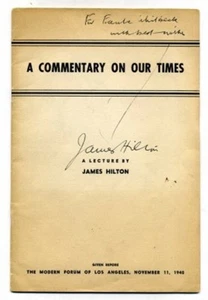 To Paula
with best wishes
A COMMENTARY ON OUR TIMES
James Hilton
A LECTURE BY
JAMES HILTON
GIVEN BEFORE
THE MODERN FORUM OF LOS ANGELES, NOVEMBER 11, 1940